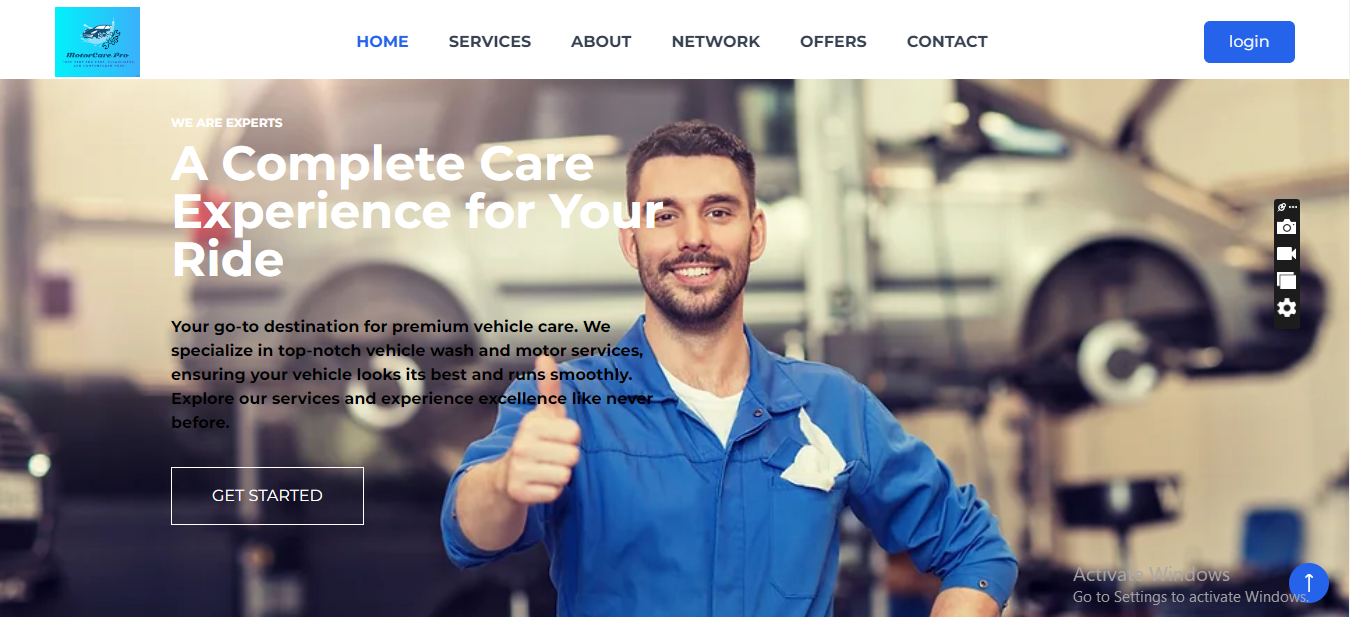 MotorCare Pro
HOME SERVICES ABOUT NETWORK OFFERS CONTACT login
WE ARE EXPERTS
A Complete Care
Experience for Your
Ride
Your go-to destination for premium vehicle care. We
specialize in top-notch vehicle wash and motor services,
ensuring your vehicle looks its best and runs smoothly.
Explore our services and experience excellence like never
before.
GET STARTED
Activate Windows
Go to Settings to activate Windows.